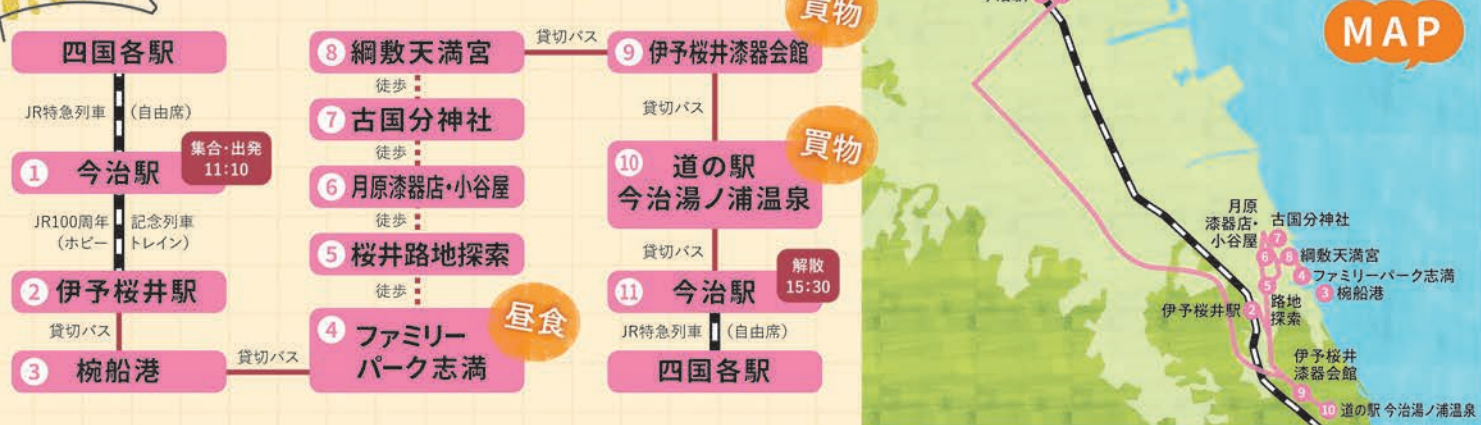 四国各駅
JR特急列車 (自由席)
① 今治駅
集合・出発
11:10
JR100周年 記念列車
(ホビー トレイン)
② 伊予桜井駅
貸切バス
③ 椀船港
貸切バス
④ ファミリー
パーク志満
昼食
徒歩
⑤ 桜井路地探索
徒歩
⑥ 月原漆器店・小谷屋
徒歩
⑦ 古国分神社
徒歩
⑧ 綱敷天満宮
貸切バス
買物
⑨ 伊予桜井漆器会館
貸切バス
買物
⑩ 道の駅
今治湯ノ浦温泉
貸切バス
⑪ 今治駅
解散
15:30
JR特急列車 (自由席)
四国各駅
MAP
月原
漆器店・
小谷屋
古国分神社
⑦
⑥ ⑧ 綱敷天満宮
④ ファミリーパーク志満
⑤ ③ 椀船港
路地
探索
伊予桜井駅 ②
伊予桜井
漆器会館
⑨
⑩ 道の駅 今治湯ノ浦温泉